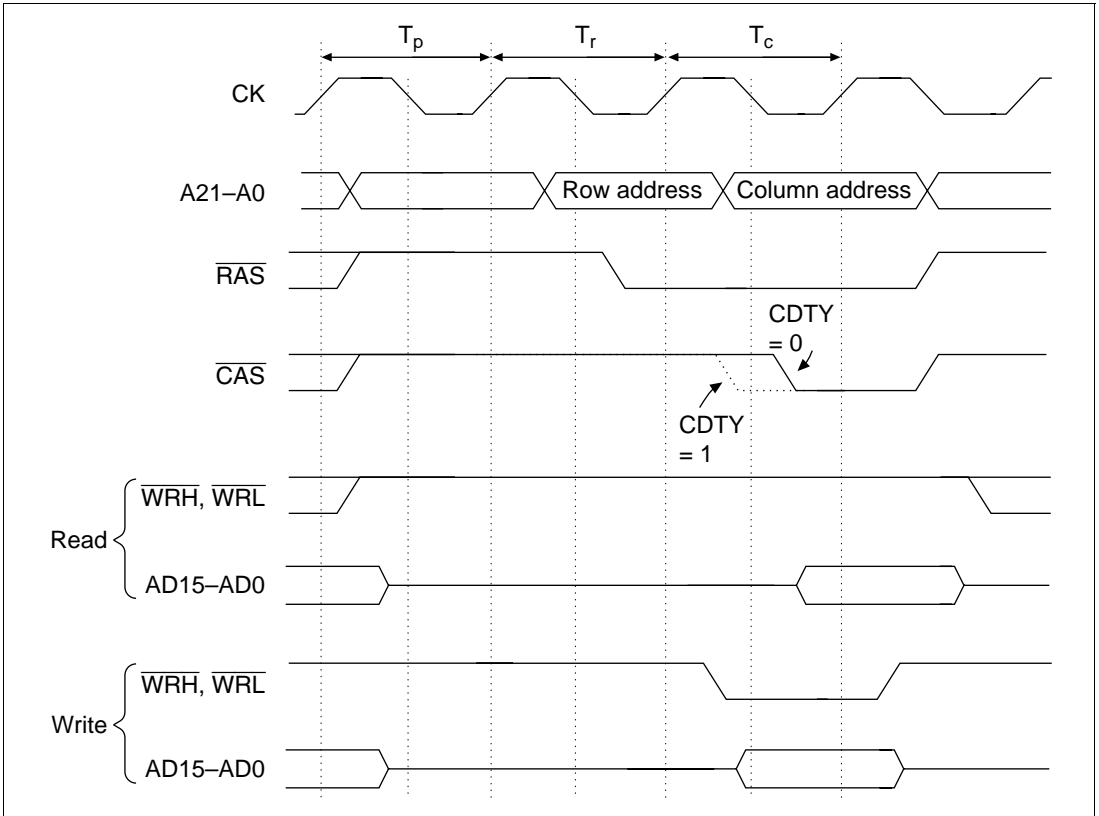 Tp Tr Tc
CK
A21–A0 Row address Column address
RAS
CDTY
= 0
CAS
CDTY
= 1
WRH, WRL
Read
AD15–AD0
WRH, WRL
Write
AD15–AD0